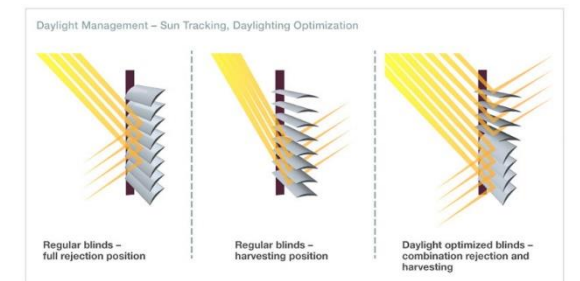 Daylight Management – Sun Tracking, Daylighting Optimization
Regular blinds –
full rejection position
Regular blinds –
harvesting position
Daylight optimized blinds –
combination rejection and
harvesting